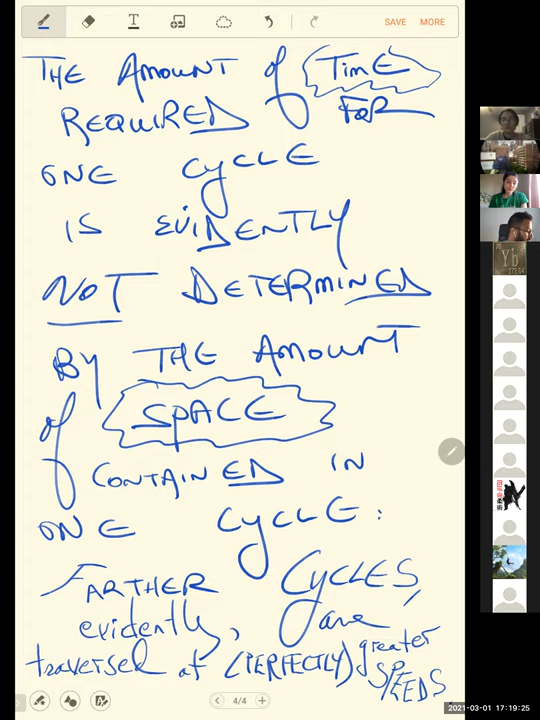 SAVE MORE
THE AMOUNT of TIME
REQUIRED FOR
ONE CYCLE
IS EVIDENTLY
NOT DETERMINED
BY THE AMOUNT
of SPACE
CONTAINED IN
ONE CYCLE:
FARTHER CYCLES,
evidently, are
traversed at (PERFECTLY) greater
SPEEDS
4/4
Yb
2021-03-01 17:19:25